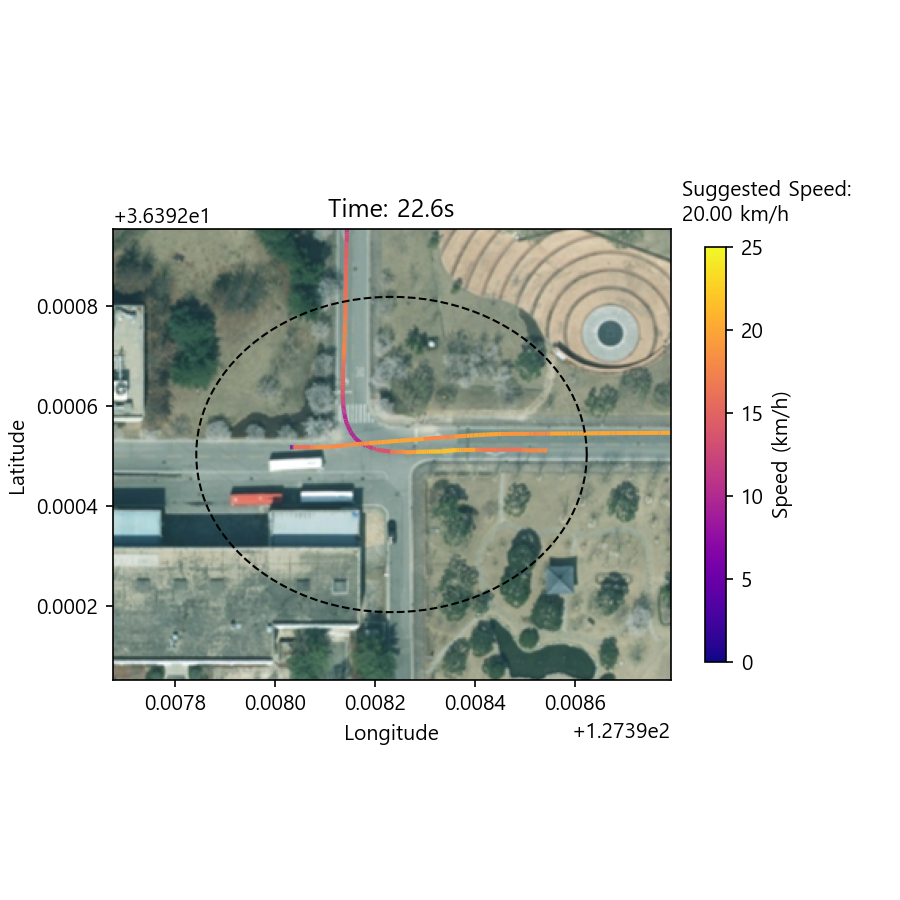 Suggested Speed:
20.00 km/h
Time: 22.6s
+3.6392e1
0.0008
0.0006
0.0004
0.0002
Latitude
0.0078
0.0080
0.0082
0.0084
0.0086
Longitude
+1.2739e2
25
20
15
10
5
0
Speed (km/h)